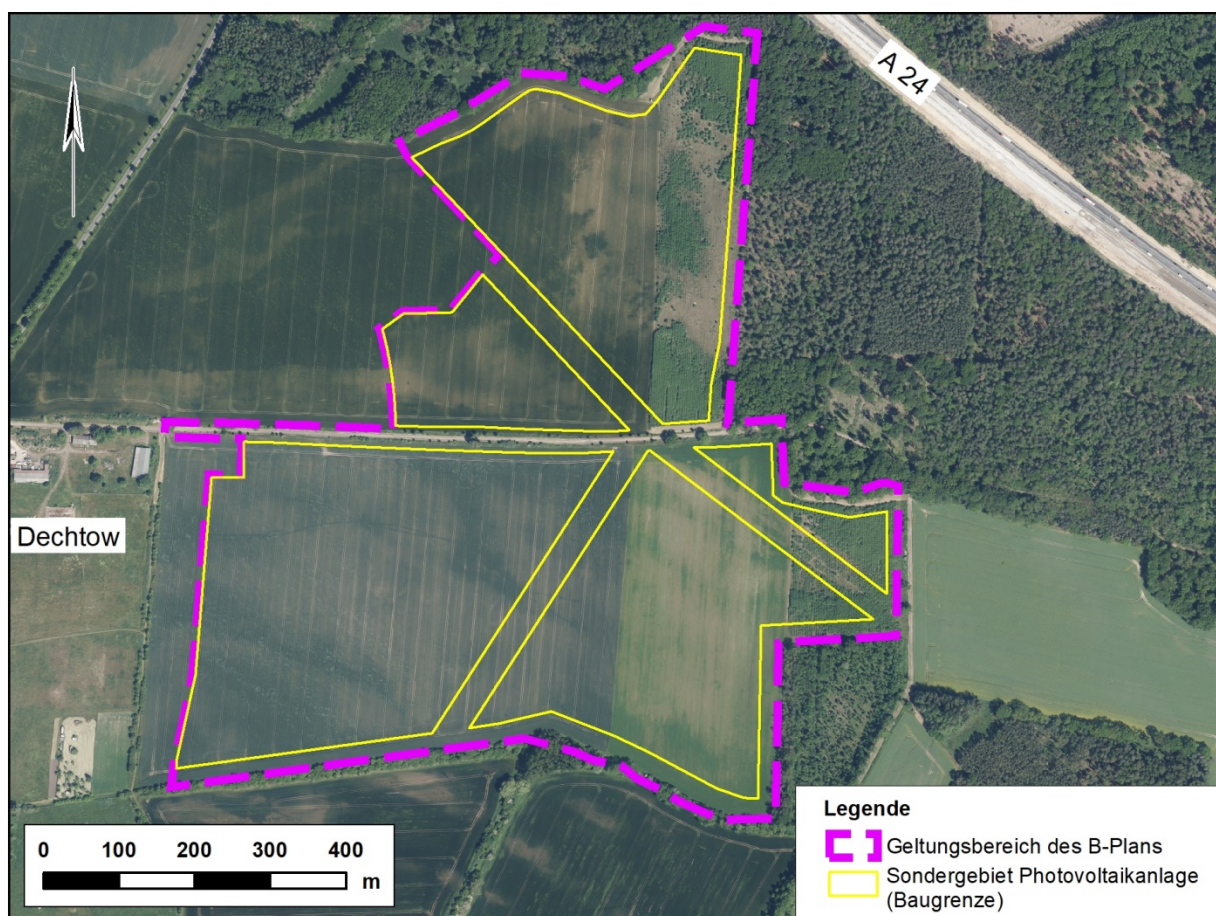 A 24
Dechtow
0 100 200 300 400
m
Legende
Geltungsbereich des B-Plans
Sondergebiet Photovoltaikanlage
(Baugrenze)